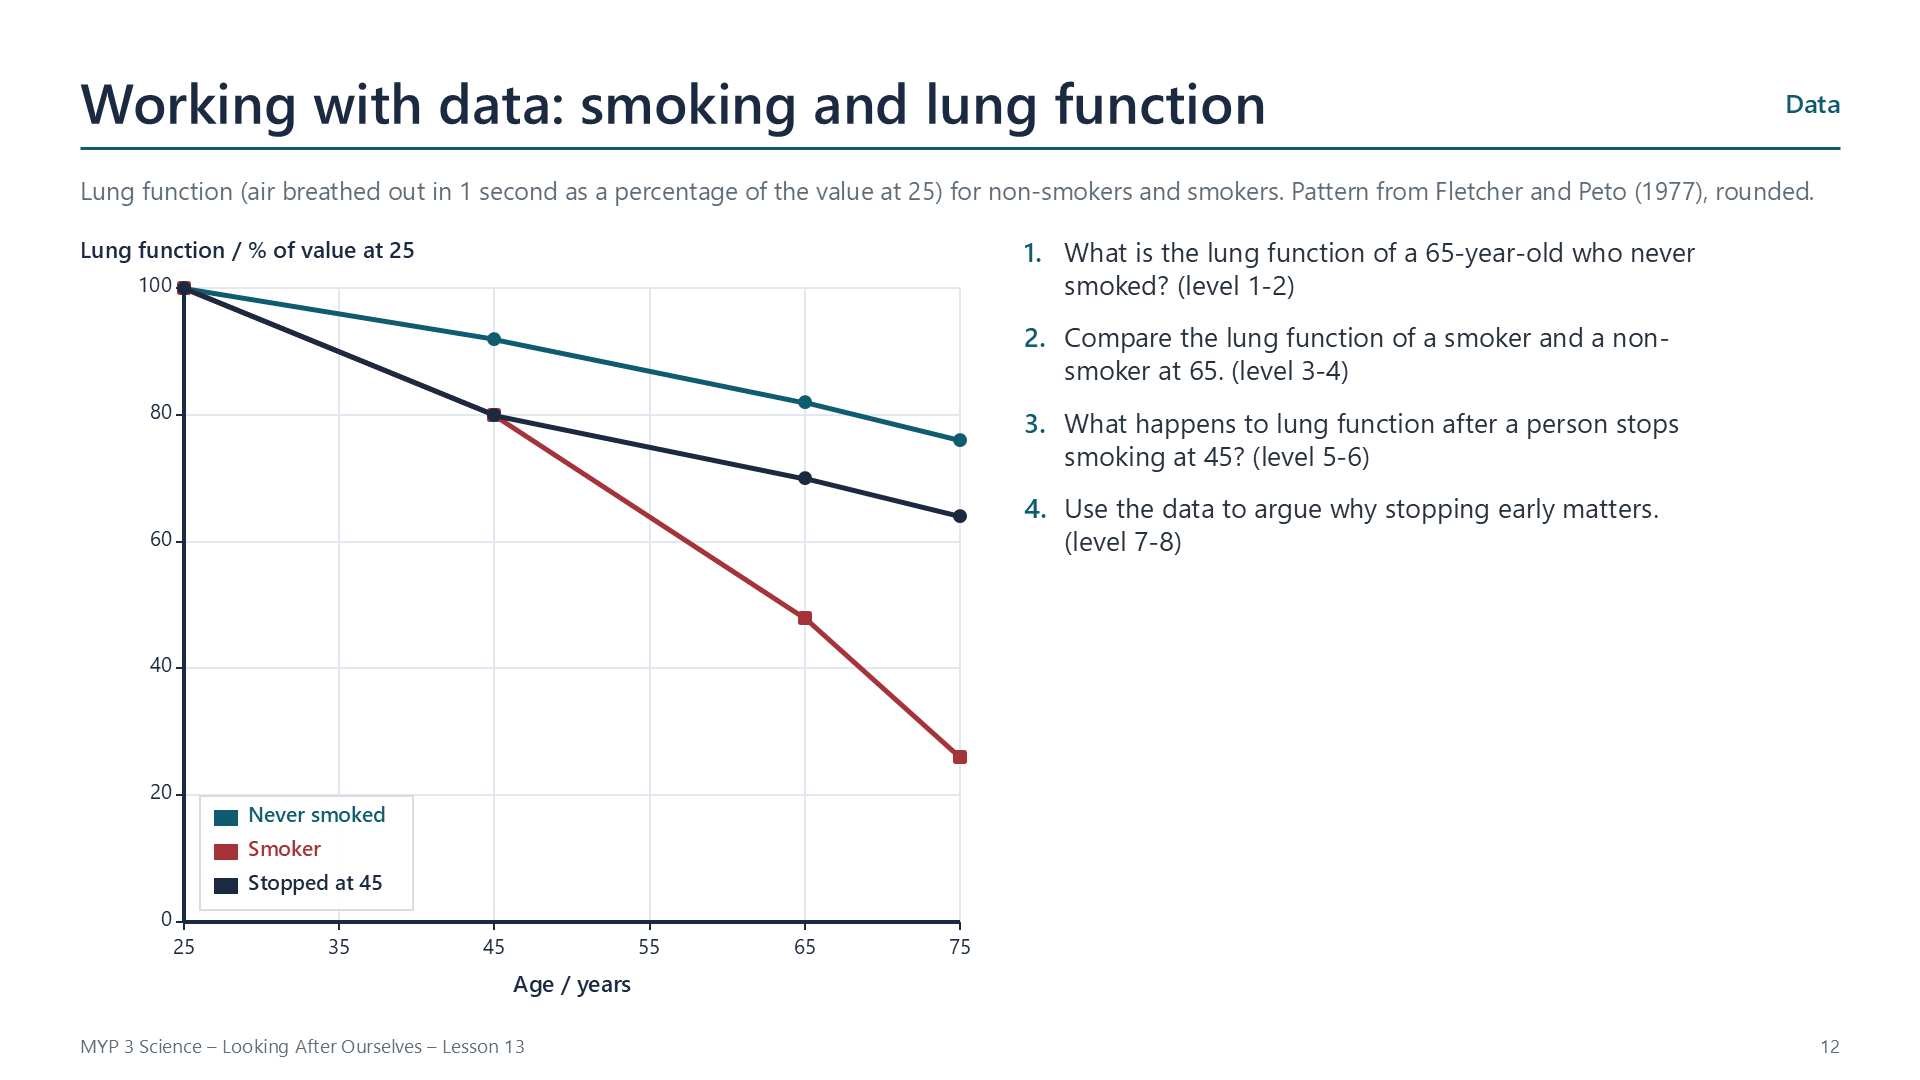 Working with data: smoking and lung function
Data
Lung function (air breathed out in 1 second as a percentage of the value at 25) for non-smokers and smokers. Pattern from Fletcher and Peto (1977), rounded.
Lung function / % of value at 25
100
80
60
40
20
0
Never smoked
Smoker
Stopped at 45
25 35 45 55 65 75
Age / years
1. What is the lung function of a 65-year-old who never
smoked? (level 1-2)
2. Compare the lung function of a smoker and a non-
smoker at 65. (level 3-4)
3. What happens to lung function after a person stops
smoking at 45? (level 5-6)
4. Use the data to argue why stopping early matters.
(level 7-8)
MYP 3 Science – Looking After Ourselves – Lesson 13
12